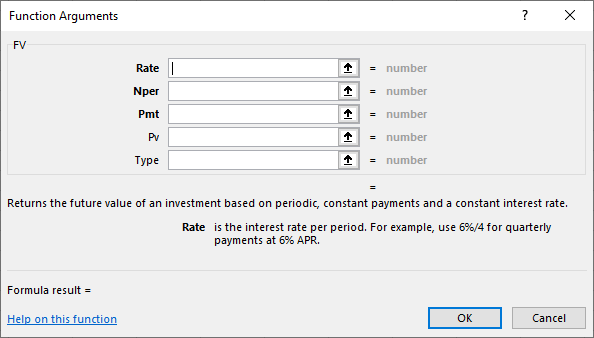 Function Arguments ? ×
FV
Rate = number
Nper = number
Pmt = number
Pv = number
Type = number
=
Returns the future value of an investment based on periodic, constant payments and a constant interest rate.
Rate is the interest rate per period. For example, use 6%/4 for quarterly
payments at 6% APR.
Formula result =
Help on this function
OK Cancel